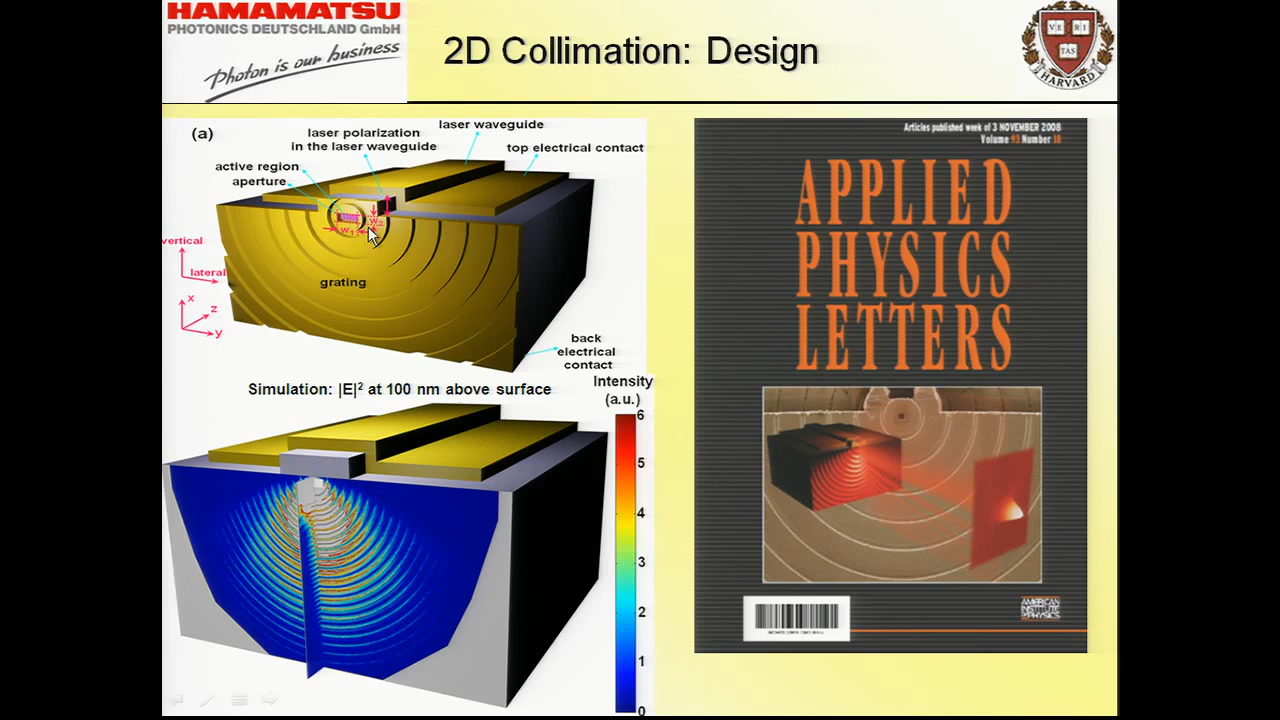 HAMAMATSU
PHOTONICS DEUTSCHLAND GmbH
Photon is our business
2D Collimation: Design
VE RI
TAS
HARVARD
(a)
laser waveguide
laser polarization
in the laser waveguide
top electrical contact
active region
aperture
w1
w2
vertical
lateral
grating
x
z
y
back
electrical
contact
Simulation: |E|² at 100 nm above surface
Intensity
(a.u.)
6
5
4
3
2
1
0
Articles published week of 3 NOVEMBER 2008
Volume 93 Number 18
APPLIED
PHYSICS
LETTERS
AMERICAN
INSTITUTE
of PHYSICS